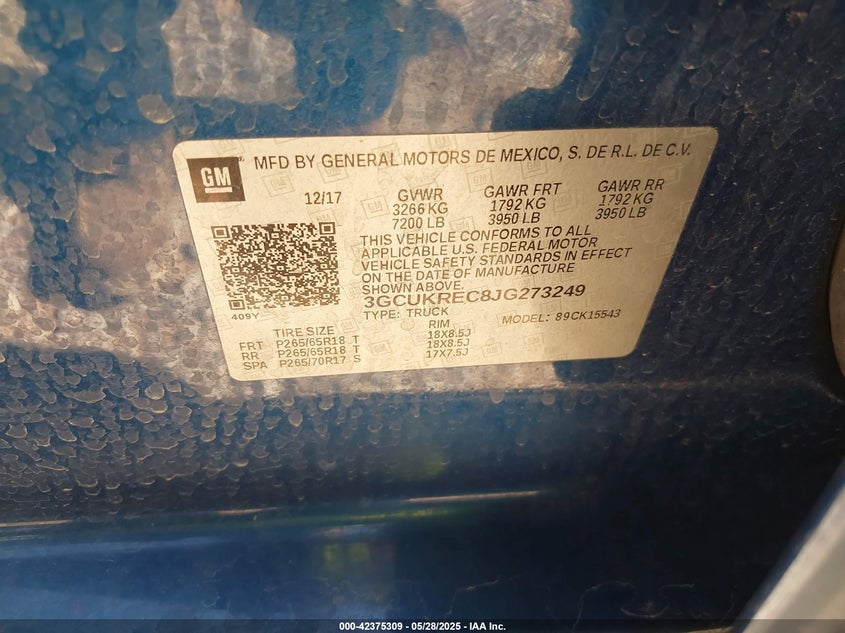 GM
MFD BY GENERAL MOTORS DE MEXICO, S. DE R.L. DE C.V.
12/17 GVWR GAWR FRT GAWR RR
3266 KG 1792 KG 1792 KG
7200 LB 3950 LB 3950 LB
THIS VEHICLE CONFORMS TO ALL
APPLICABLE U.S. FEDERAL MOTOR
VEHICLE SAFETY STANDARDS IN EFFECT
ON THE DATE OF MANUFACTURE
SHOWN ABOVE.
3GCUKREC8JG273249
409Y
TYPE: TRUCK MODEL: 89CK15543
TIRE SIZE RIM
FRT P265/65R18 T 18X8.5J
RR P265/65R18 T 18X8.5J
SPA P265/70R17 S 17X7.5J
000-42375309 - 05/28/2025 - IAA Inc.